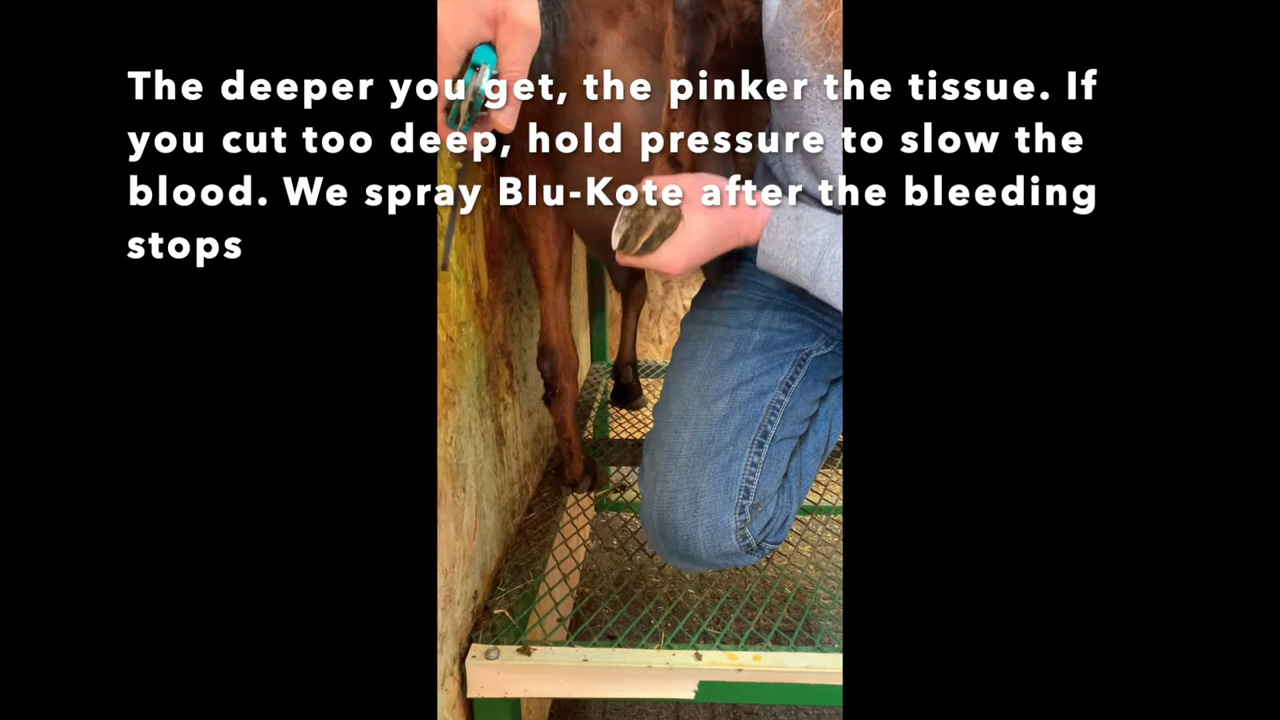 The deeper you get, the pinker the tissue. If
you cut too deep, hold pressure to slow the
blood. We spray Blu-Kote after the bleeding
stops